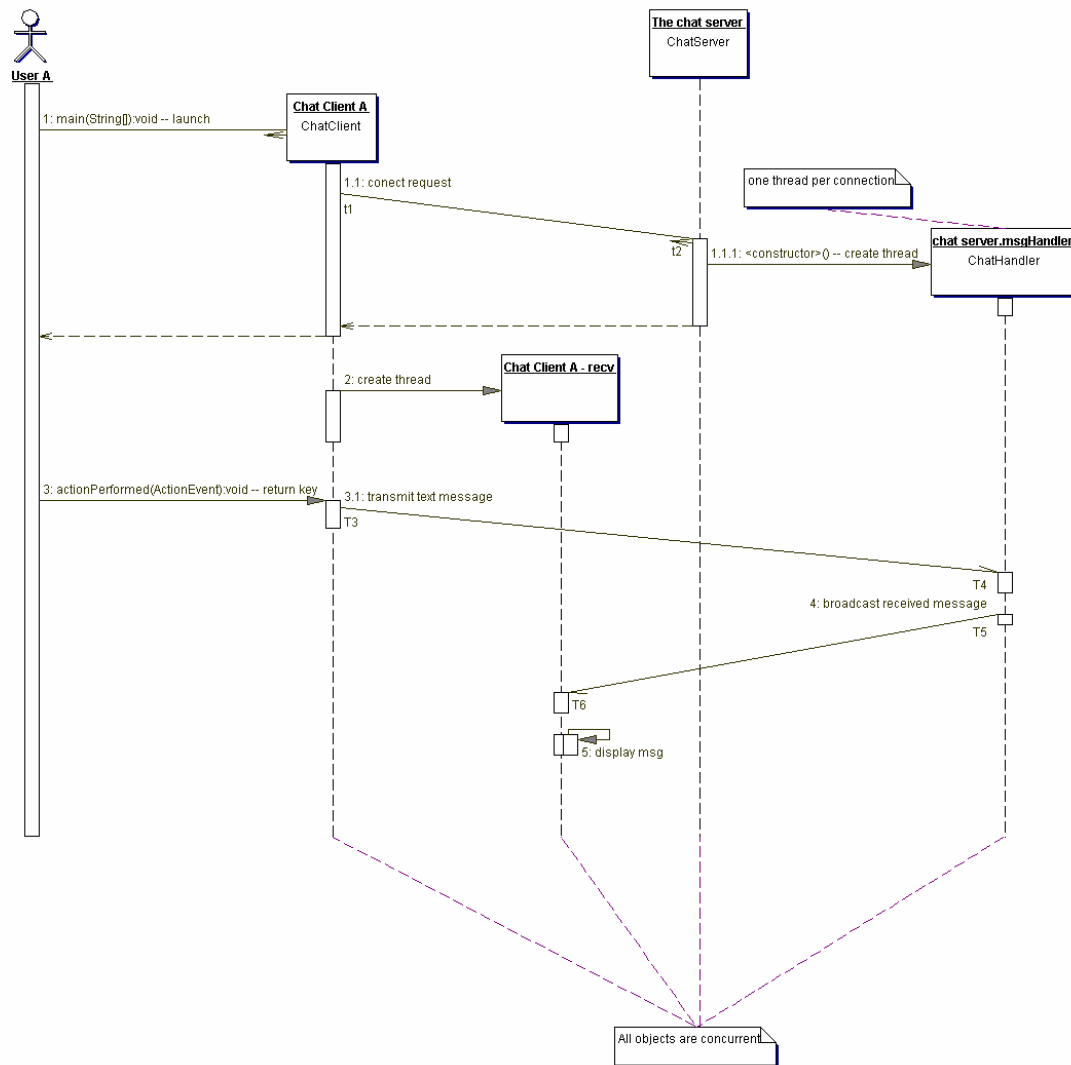 The chat server
ChatServer
User A
Chat Client A
ChatClient
1: main(String[]):void -- launch
1.1: conect request
t1
one thread per connection
t2
1.1.1: <constructor>() -- create thread
chat server.msgHandler
ChatHandler
Chat Client A - recv
2: create thread
3: actionPerformed(ActionEvent):void -- return key
3.1: transmit text message
T3
T4
4: broadcast received message
T5
T6
5: display msg
All objects are concurrent